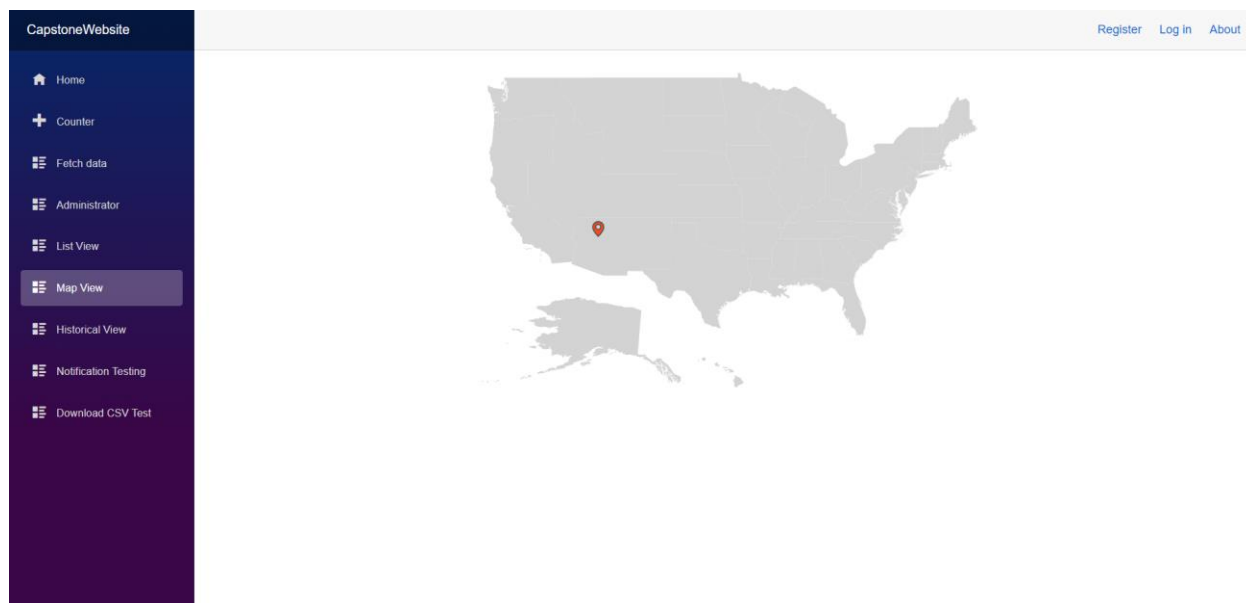 CapstoneWebsite
Register Log in About
Home
Counter
Fetch data
Administrator
List View
Map View
Historical View
Notification Testing
Download CSV Test